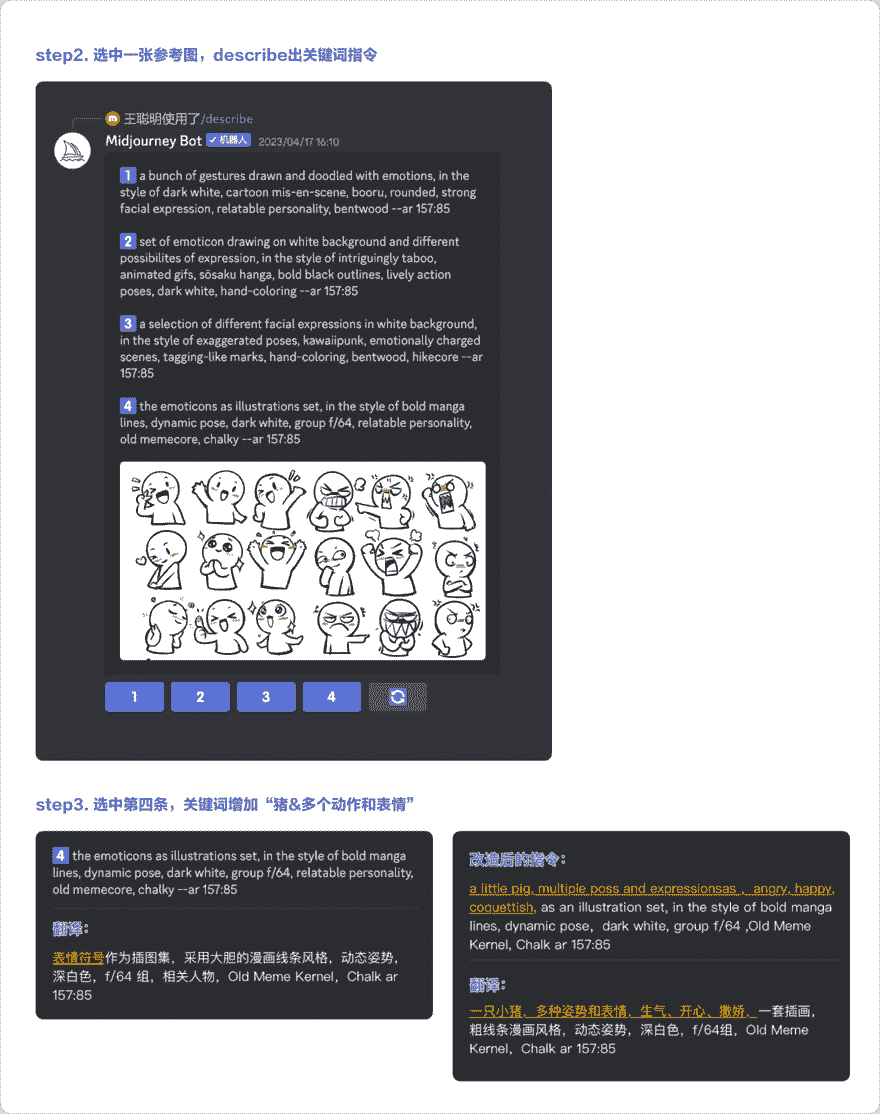 step2. 选中一张参考图，describe出关键词指令
王聪明使用了/describe
Midjourney Bot ✓ 机器人 2023/04/17 16:10
1 a bunch of gestures drawn and doodled with emotions, in the
style of dark white, cartoon mis-en-scene, booru, rounded, strong
facial expression, relatable personality, bentwood --ar 157:85
2 set of emoticon drawing on white background and different
possibilites of expression, in the style of intriguingly taboo,
animated gifs, sōsaku hanga, bold black outlines, lively action
poses, dark white, hand-coloring --ar 157:85
3 a selection of different facial expressions in white background,
in the style of exaggerated poses, kawaiipunk, emotionally charged
scenes, tagging-like marks, hand-coloring, bentwood, hikecore --ar
157:85
4 the emoticons as illustrations set, in the style of bold manga
lines, dynamic pose, dark white, group f/64, relatable personality,
old memecore, chalky --ar 157:85
1 2 3 4
step3. 选中第四条，关键词增加“猪&多个动作和表情”
4 the emoticons as illustrations set, in the style of bold manga
lines, dynamic pose, dark white, group f/64, relatable personality,
old memecore, chalky --ar 157:85
翻译：
表情符号作为插图集，采用大胆的漫画线条风格，动态姿势，
深白色，f/64 组，相关人物，Old Meme Kernel，Chalk ar
157:85
改造后的指令：
a little pig, multiple poss and expressionsas , angry, happy,
coquettish, as an illustration set, in the style of bold manga
lines, dynamic pose, dark white, group f/64 ,Old Meme
Kernel, Chalk ar 157:85
翻译：
一只小猪、多种姿势和表情，生气、开心、撒娇，一套插画，
粗线条漫画风格，动态姿势，深白色，f/64组，Old Meme
Kernel，Chalk ar 157:85